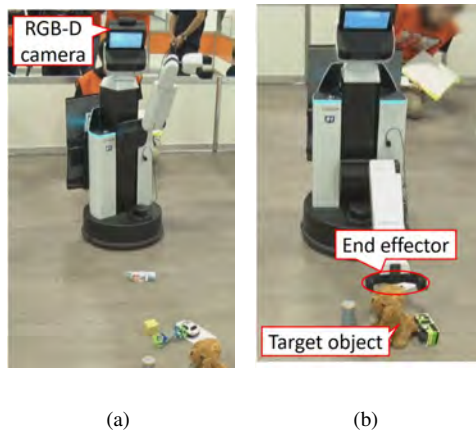 RGB-D
camera
End effector
Target object
(a)
(b)